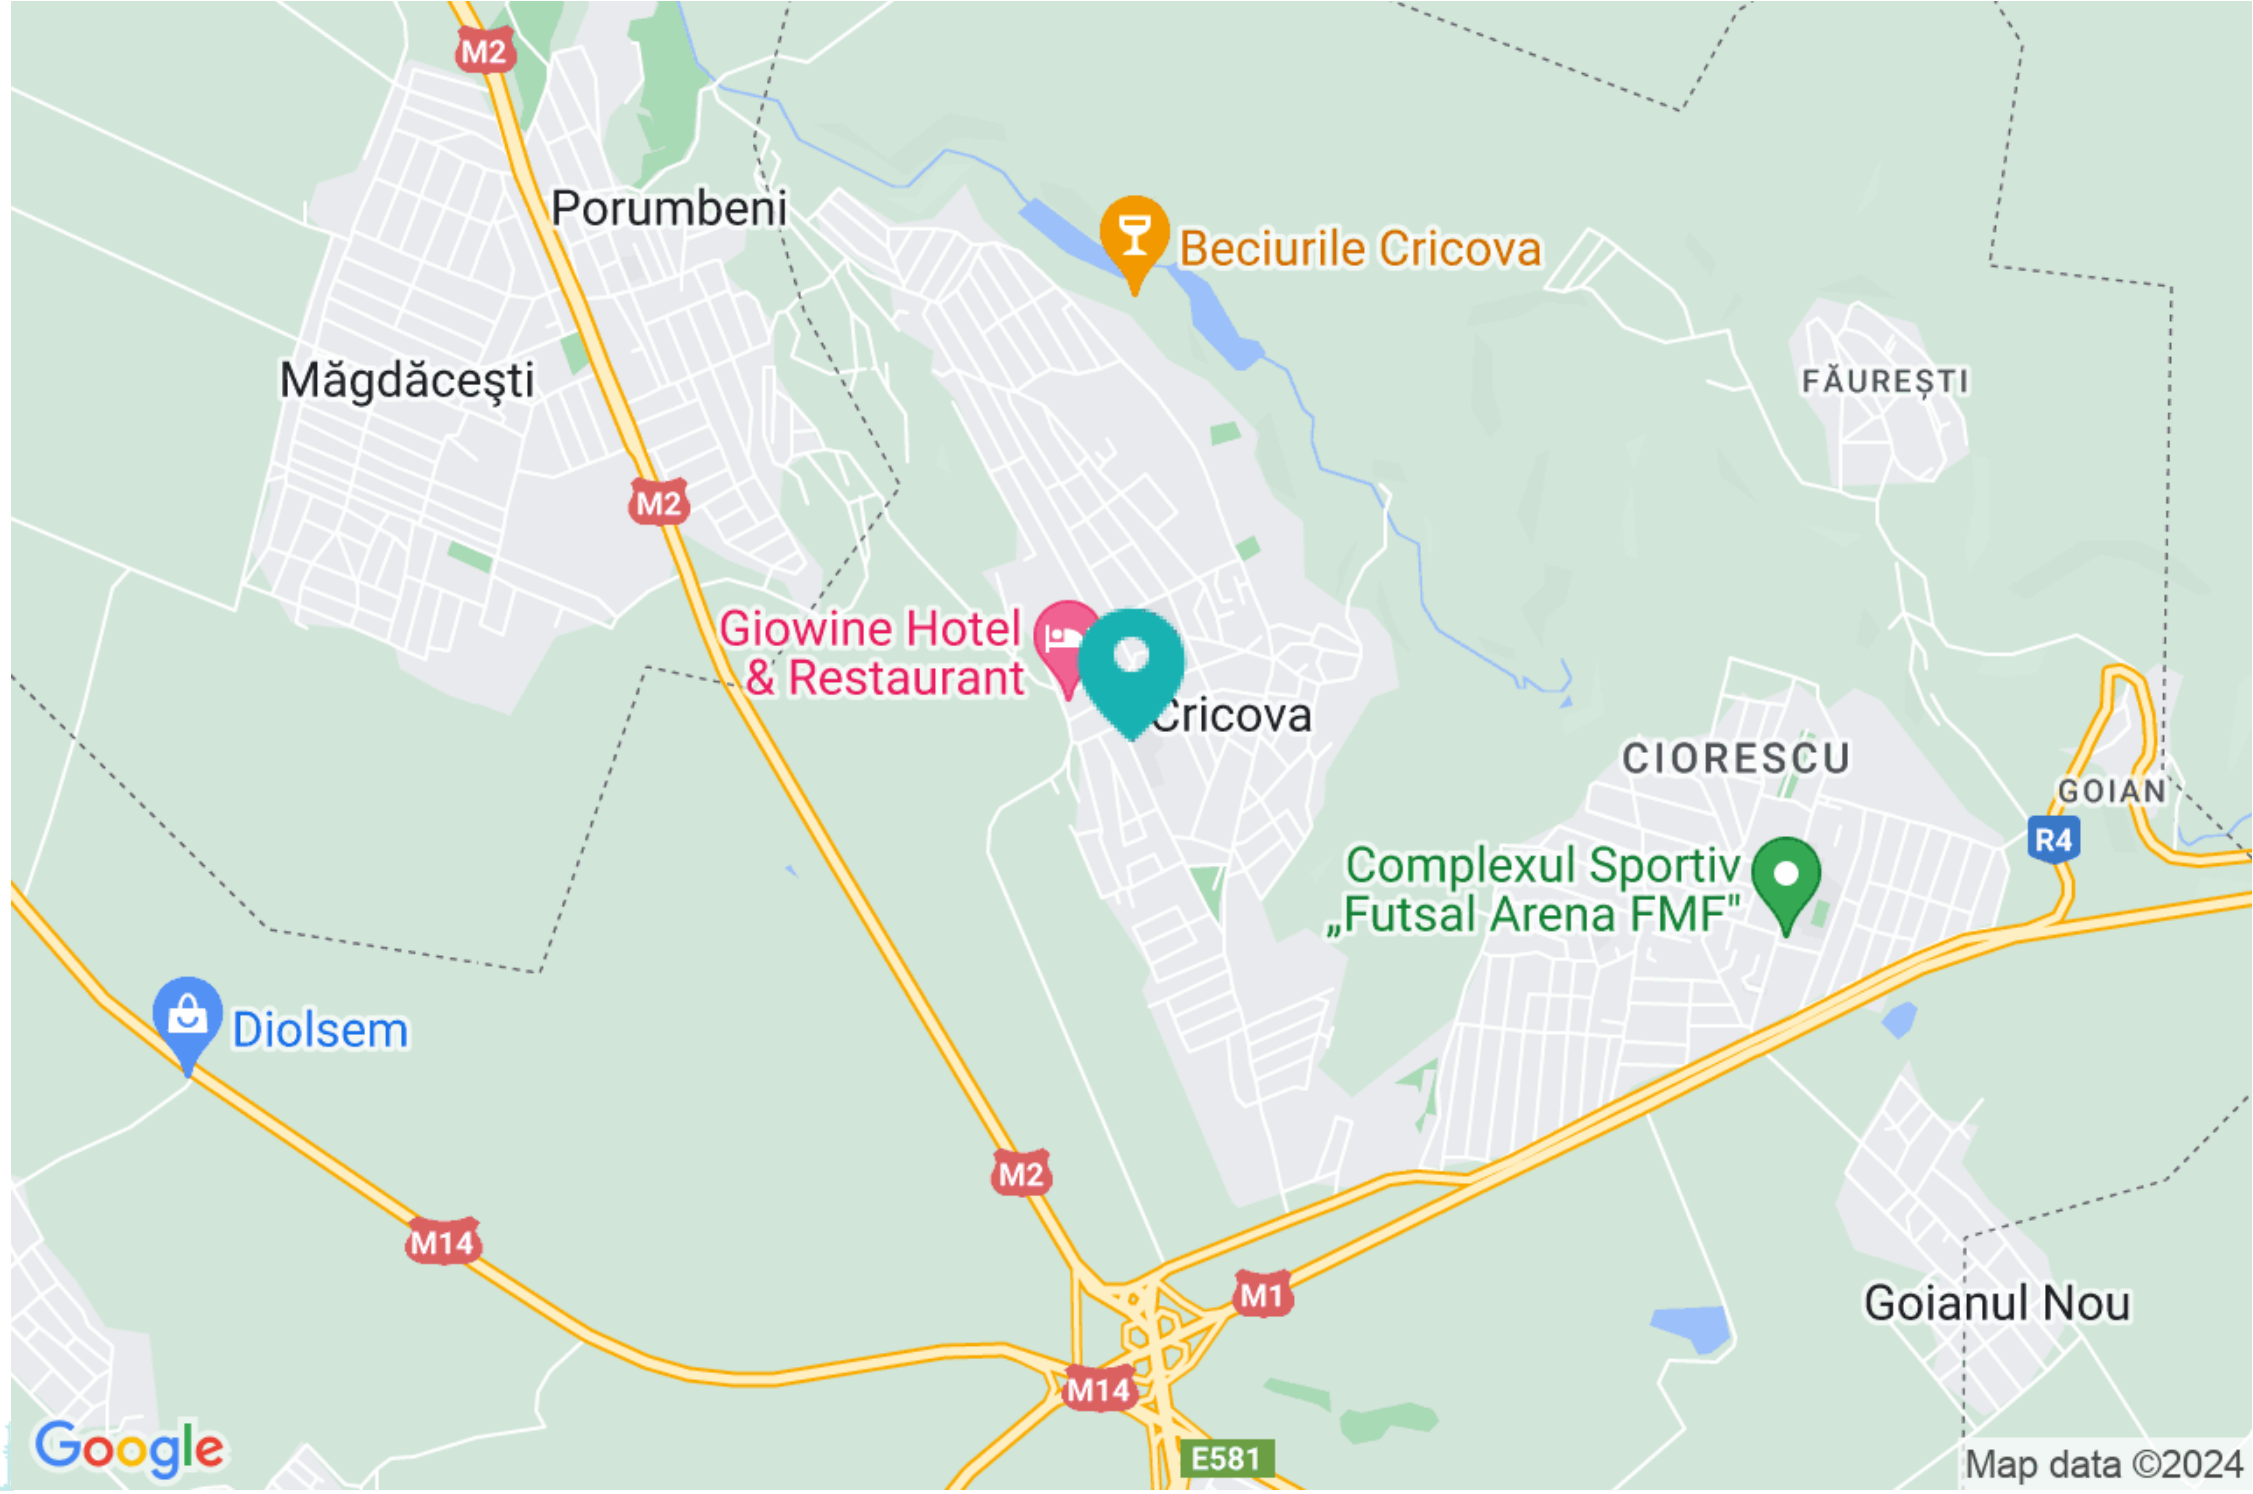 M2
Porumbeni
Beciurile Cricova
Măgdăceşti
FĂUREȘTI
M2
Giowine Hotel
& Restaurant
Cricova
CIORESCU
GOIAN
R4
Complexul Sportiv
„Futsal Arena FMF"
Diolsem
M2
M14
M1
Goianul Nou
M14
Google
E581
Map data ©2024